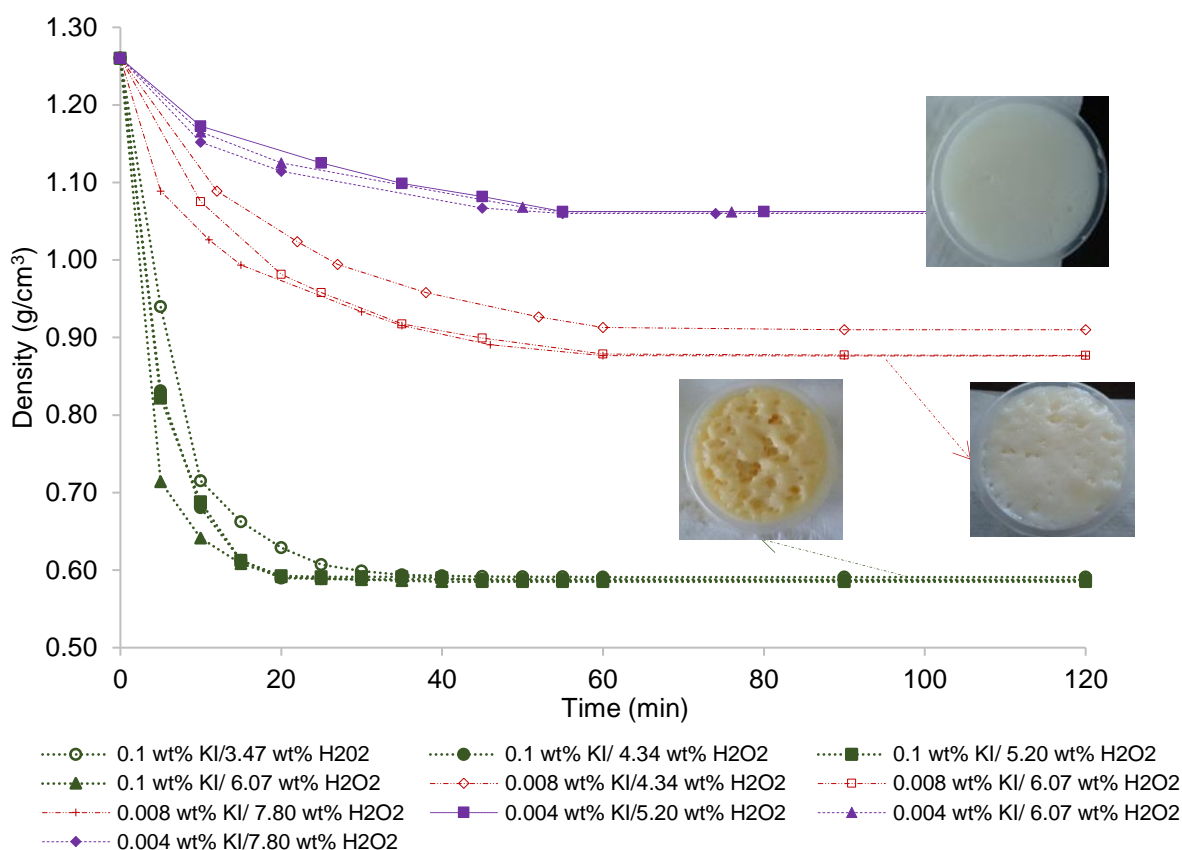 1.30
1.20
1.10
1.00
0.90
0.80
0.70
0.60
0.50
Density (g/cm³)
0 20 40 60 80 100 120
Time (min)
0.1 wt% KI/3.47 wt% H202 0.1 wt% KI/ 4.34 wt% H2O2 0.1 wt% KI/ 5.20 wt% H2O2
0.1 wt% KI/ 6.07 wt% H2O2 0.008 wt% KI/4.34 wt% H2O2 0.008 wt% KI/ 6.07 wt% H2O2
0.008 wt% KI/ 7.80 wt% H2O2 0.004 wt% KI/5.20 wt% H2O2 0.004 wt% KI/ 6.07 wt% H2O2
0.004 wt% KI/7.80 wt% H2O2